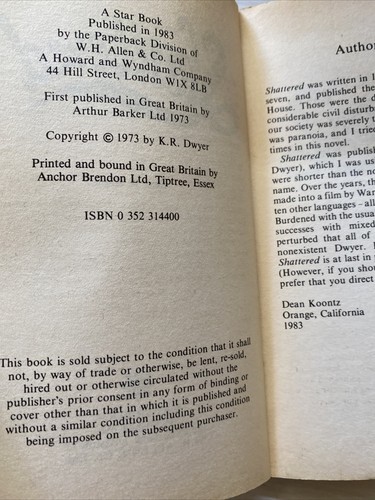 A Star Book
Published in 1983
by the Paperback Division of
W.H. Allen & Co. Ltd
A Howard and Wyndham Company
44 Hill Street, London W1X 8LB
First published in Great Britain by
Arthur Barker Ltd 1973
Copyright © 1973 by K.R. Dwyer
Printed and bound in Great Britain by
Anchor Brendon Ltd, Tiptree, Essex
ISBN 0 352 314400
This book is sold subject to the condition that it shall
not, by way of trade or otherwise, be lent, re-sold,
hired out or otherwise circulated without the
publisher's prior consent in any form of binding or
cover other than that in which it is published and
without a similar condition including this condition
being imposed on the subsequent purchaser.
Autho
Shattered was written in 1
seven, and published the
House. Those were the d
considerable civil distur
our society was severely t
was paranoia, and I tried
times in this novel.
Shattered was publis
Dwyer), which I was us
were shorter than the no
name. Over the years, th
made into a film by War
ten other languages – all
Burdened with the usua
successes with mixed
perturbed that all of
nonexistent Dwyer.
Shattered is at last in
(However, if you shou
prefer that you direct
Dean Koontz
Orange, California
1983